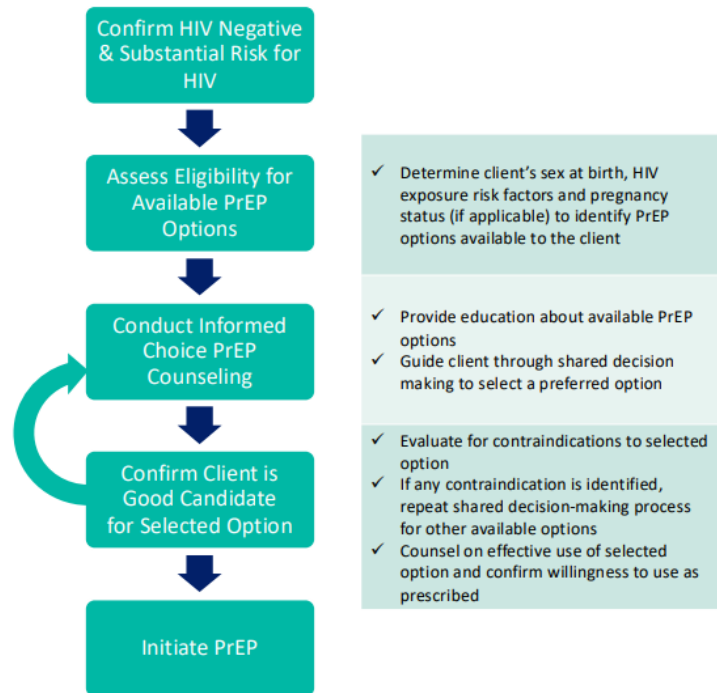 Confirm HIV Negative
& Substantial Risk for
HIV
Assess Eligibility for
Available PrEP
Options
✓ Determine client's sex at birth, HIV
exposure risk factors and pregnancy
status (if applicable) to identify PrEP
options available to the client
Conduct Informed
Choice PrEP
Counseling
✓ Provide education about available PrEP
options
✓ Guide client through shared decision
making to select a preferred option
Confirm Client is
Good Candidate
for Selected Option
✓ Evaluate for contraindications to selected
option
✓ If any contraindication is identified,
repeat shared decision-making process
for other available options
✓ Counsel on effective use of selected
option and confirm willingness to use as
prescribed
Initiate PrEP